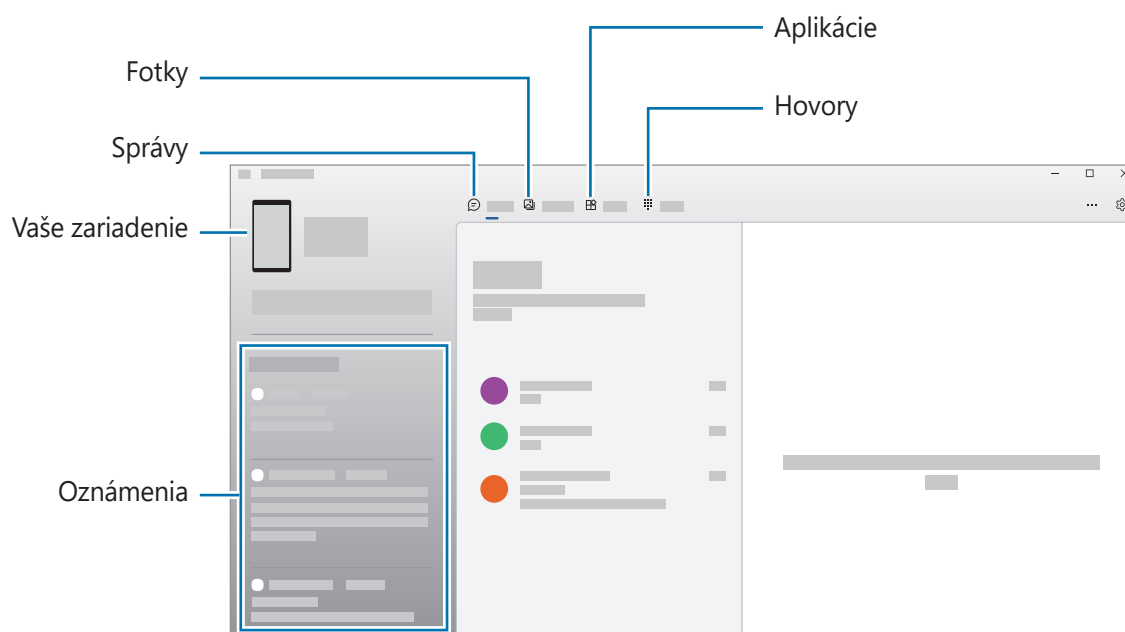 Aplikácie
Fotky
Hovory
Správy
Vaše zariadenie
Oznámenia